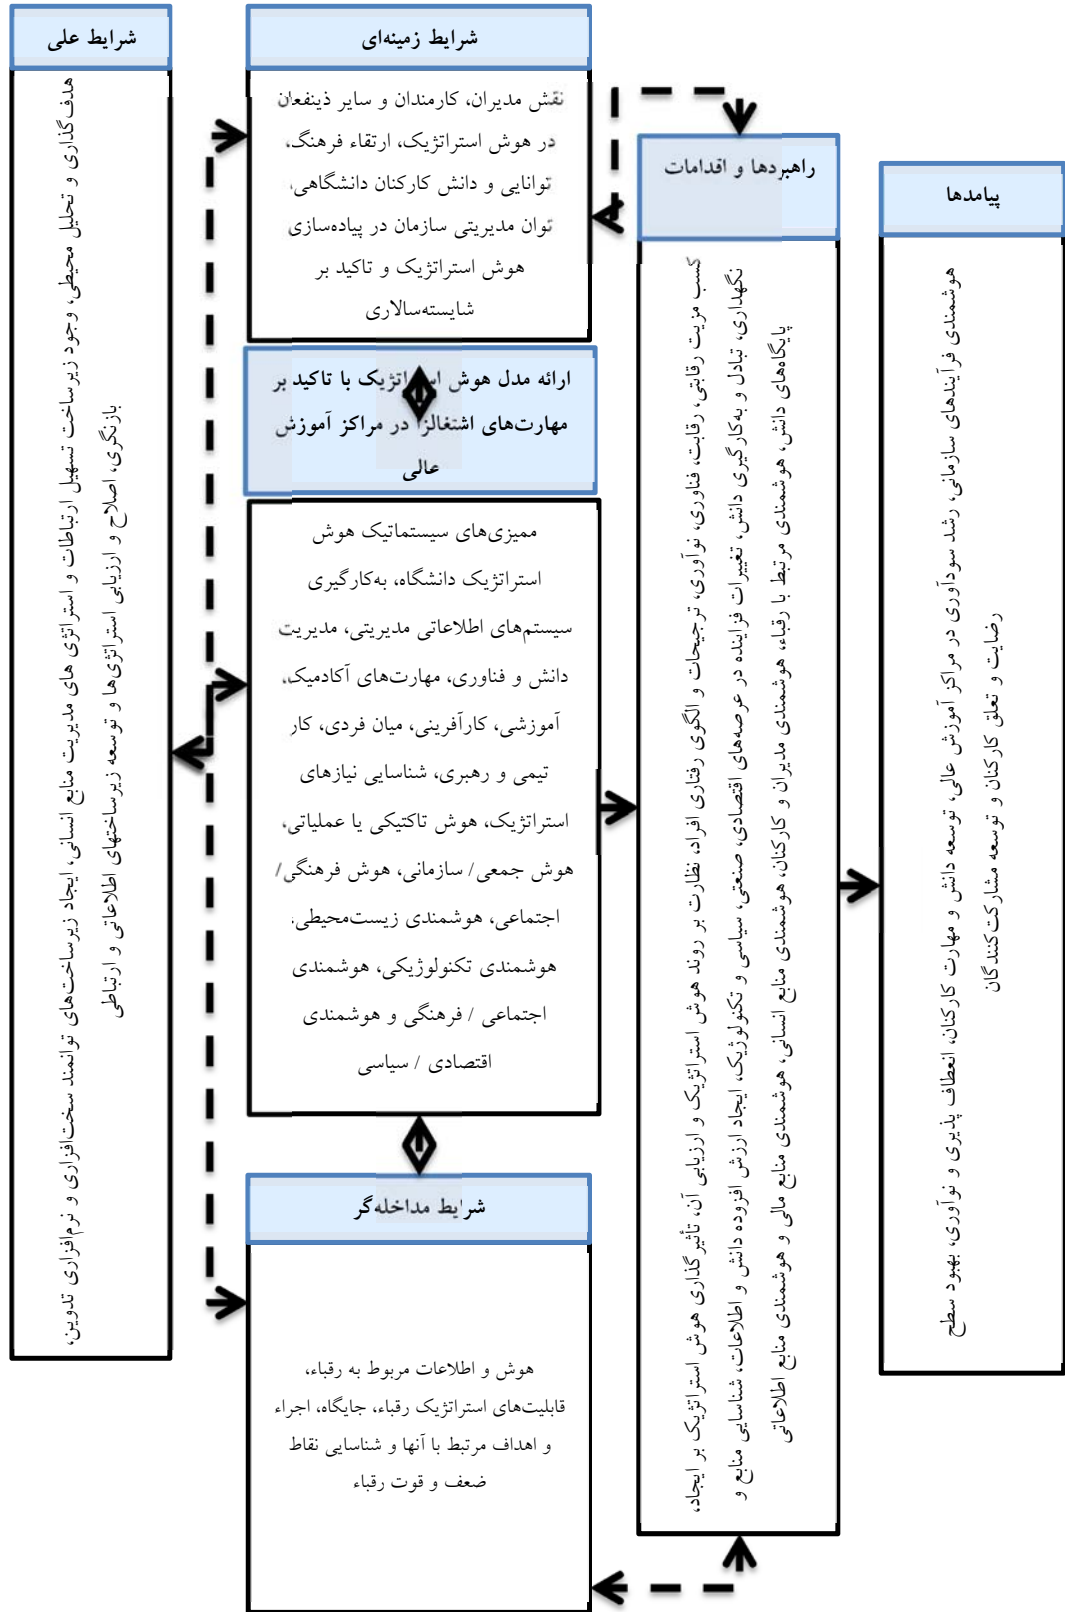 شرایط علی
هدف‌گذاری و تحلیل محیطی، وجود زیرساخت تسهیل ارتباطات و استراتژی های مدیریت منابع انسانی، ایجاد زیرساخت‌های توانمند سخت‌افزاری و نرم‌افزاری تدوین،
بازنگری، اصلاح و ارزیابی استراتژی‌ها و توسعه زیرساختهای اطلاعاتی و ارتباطی
شرایط زمینه‌ای
نقش مدیران، کارمندان و سایر ذینفعان
در هوش استراتژیک، ارتقاء فرهنگ،
توانایی و دانش کارکنان دانشگاهی،
توان مدیریتی سازمان در پیاده‌سازی
هوش استراتژیک و تاکید بر
شایسته‌سالاری
ارائه مدل هوش استراتژیک با تاکید بر
مهارت‌های اشتغالزا در مراکز آموزش
عالی
ممیزی‌های سیستماتیک هوش
استراتژیک دانشگاه، به‌کارگیری
سیستم‌های اطلاعاتی مدیریتی، مدیریت
دانش و فناوری، مهارت‌های آکادمیک،
آموزشی، کارآفرینی، میان فردی، کار
تیمی و رهبری، شناسایی نیازهای
استراتژیک، هوش تاکتیکی یا عملیاتی،
هوش جمعی/ سازمانی، هوش فرهنگی/
اجتماعی، هوشمندی زیست‌محیطی،
هوشمندی تکنولوژیکی، هوشمندی
اجتماعی / فرهنگی و هوشمندی
اقتصادی / سیاسی
شرایط مداخله‌گر
هوش و اطلاعات مربوط به رقباء،
قابلیت‌های استراتژیک رقباء، جایگاه، اجراء
و اهداف مرتبط با آنها و شناسایی نقاط
ضعف و قوت رقباء
راهبردها و اقدامات
کسب مزیت رقابتی، رقابت، فناوری، نوآوری، ترجیحات و الگوی رفتاری افراد، نظارت بر روند هوش استراتژیک و ارزیابی آن، تأثیرگذاری هوش استراتژیک بر ایجاد،
نگهداری، تبادل و به‌کارگیری دانش، تغییرات فزاینده در عرصه‌های اقتصادی، صنعتی، سیاسی و تکنولوژیک، ایجاد ارزش افزوده دانش و اطلاعات، شناسایی منابع و
پایگاه‌های دانش، هوشمندی مرتبط با رقباء، هوشمندی مدیران و کارکنان، هوشمندی منابع انسانی، هوشمندی منابع مالی و هوشمندی منابع اطلاعاتی
پیامدها
هوشمندی فرآیندهای سازمانی، رشد سودآوری در مراکز آموزش عالی، توسعه دانش و مهارت کارکنان، انعطاف پذیری و نوآوری، بهبود سطح
رضایت و تعلق کارکنان و توسعه مشارکت‌کنندگان